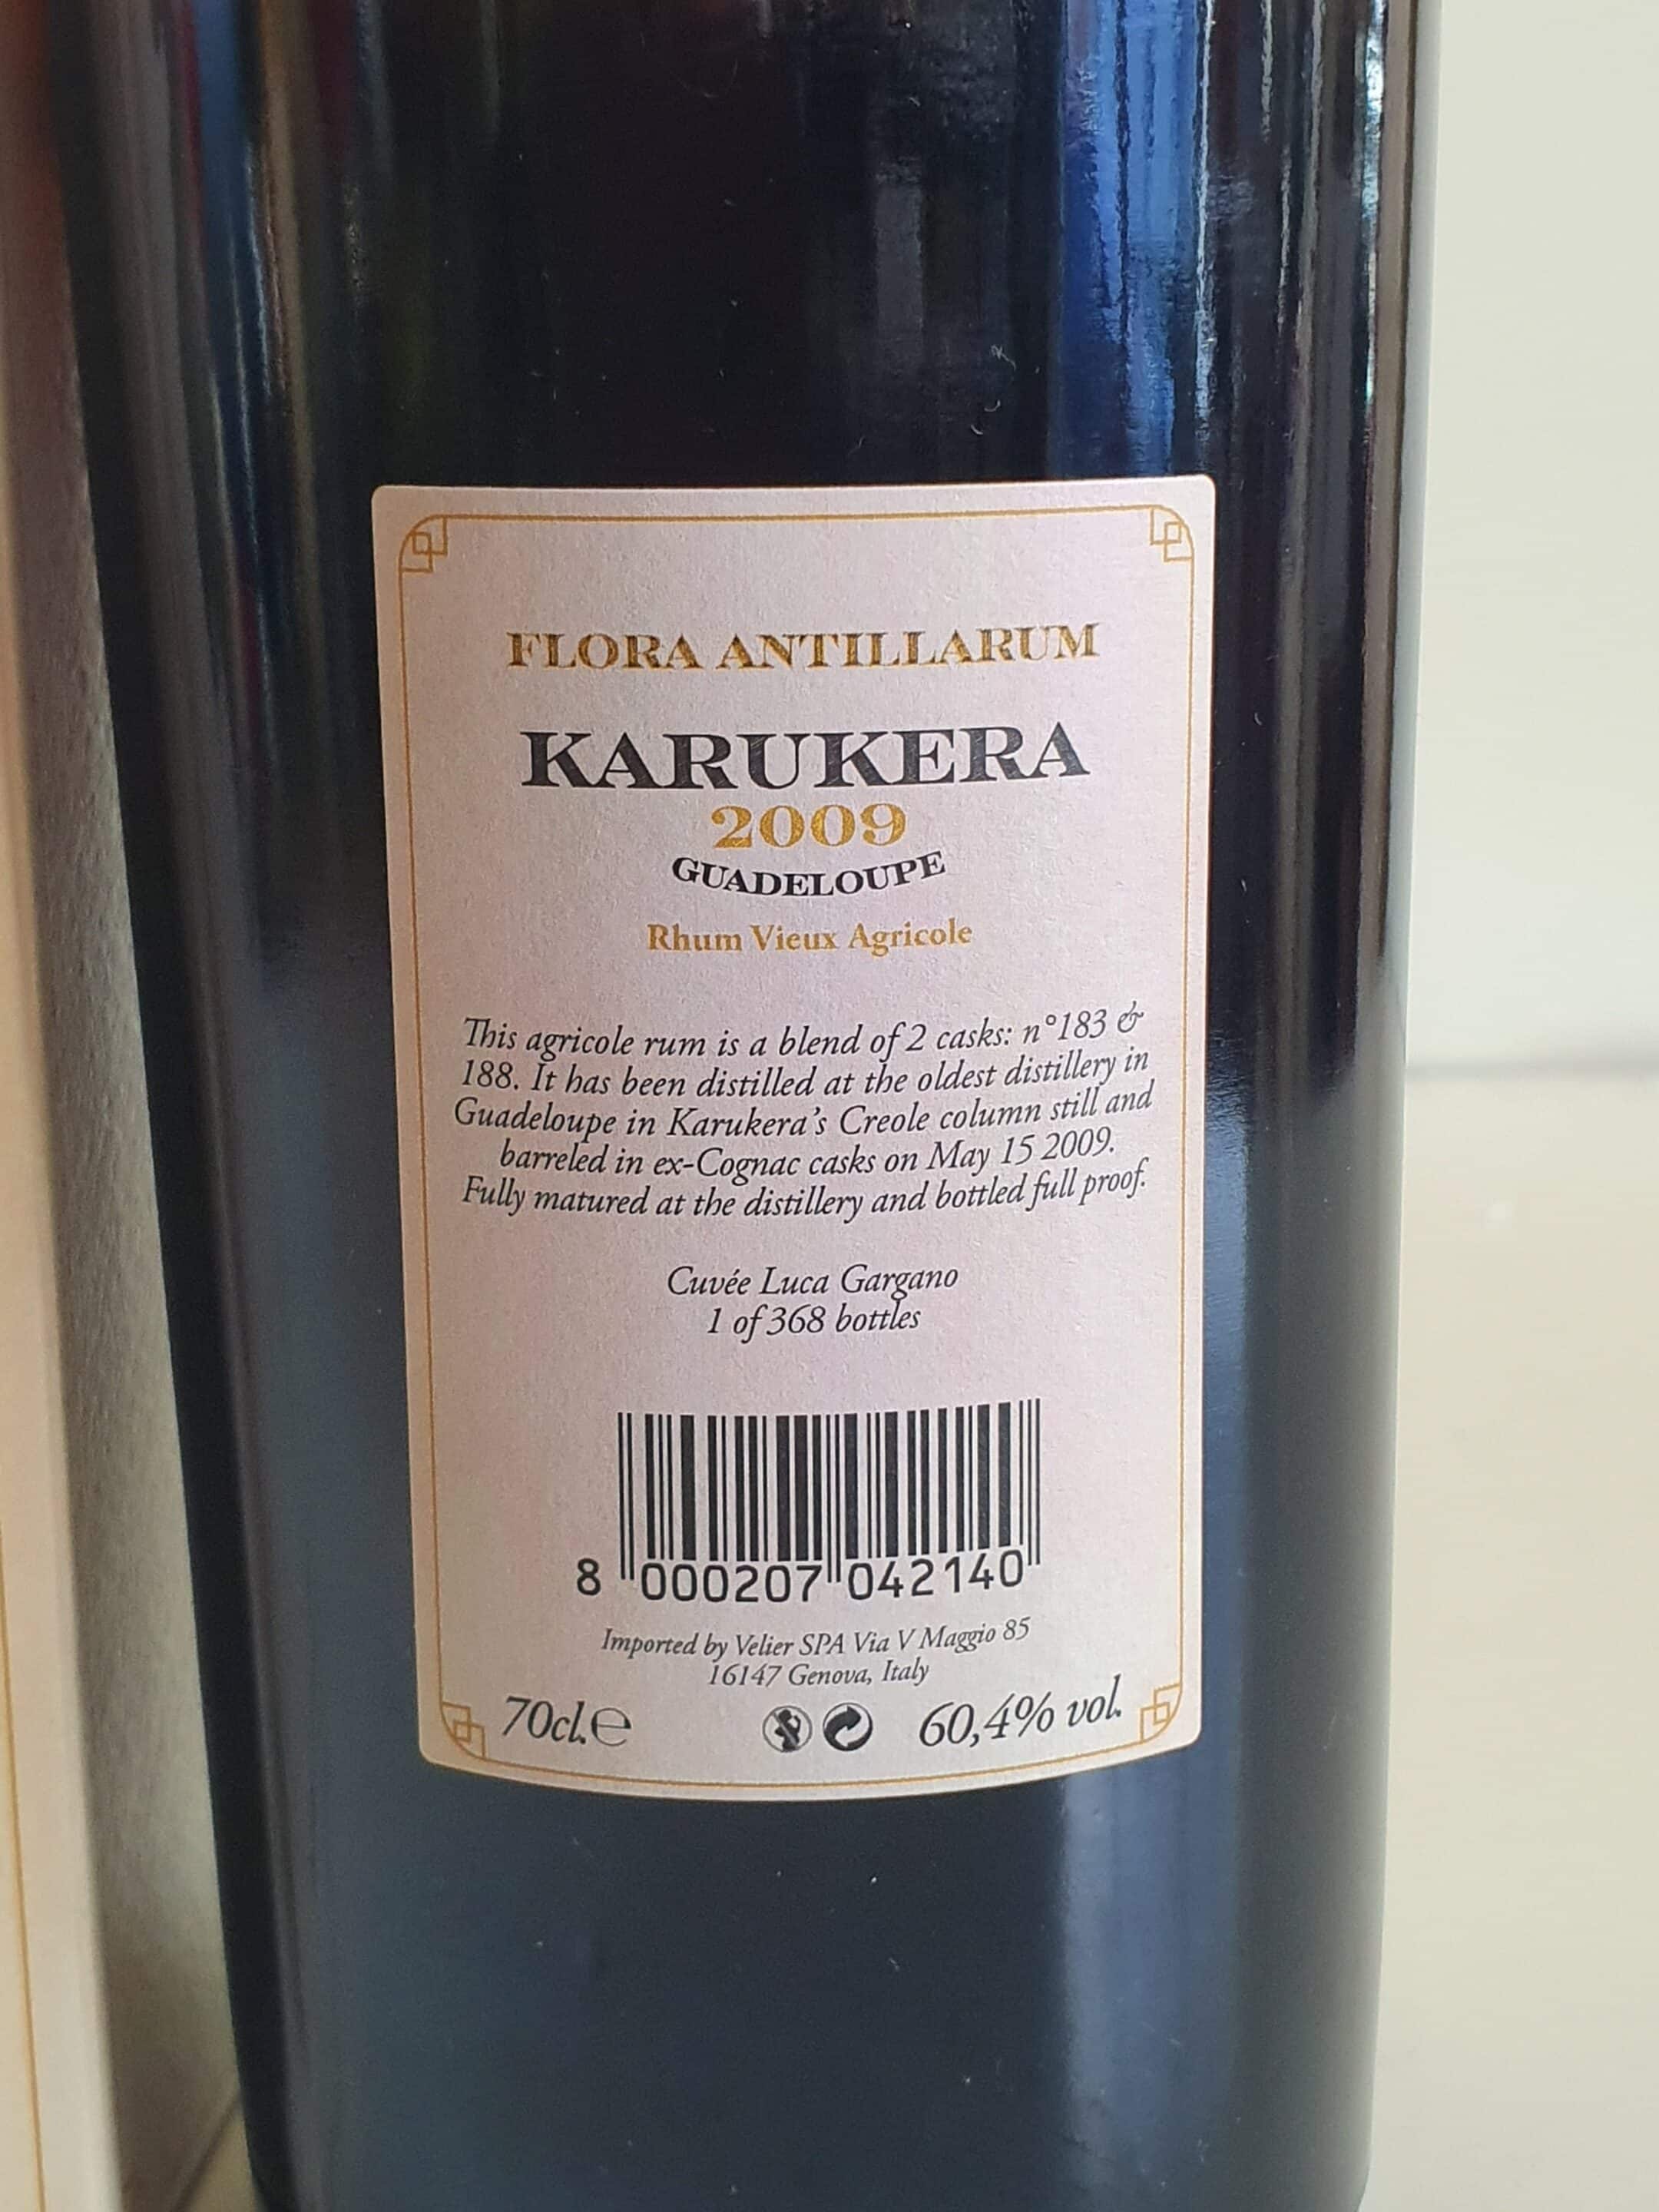 FLORA ANTILLARUM
KARUKERA
2009
GUADELOUPE
Rhum Vieux Agricole
This agricole rum is a blend of 2 casks: n°183 &
188. It has been distilled at the oldest distillery in
Guadeloupe in Karukera's Creole column still and
barreled in ex-Cognac casks on May 15 2009.
Fully matured at the distillery and bottled full proof.
Cuvée Luca Gargano
1 of 368 bottles
8 000207 042140
Imported by Velier SPA Via V Maggio 85
16147 Genova, Italy
70cl.℮ 60,4% vol.